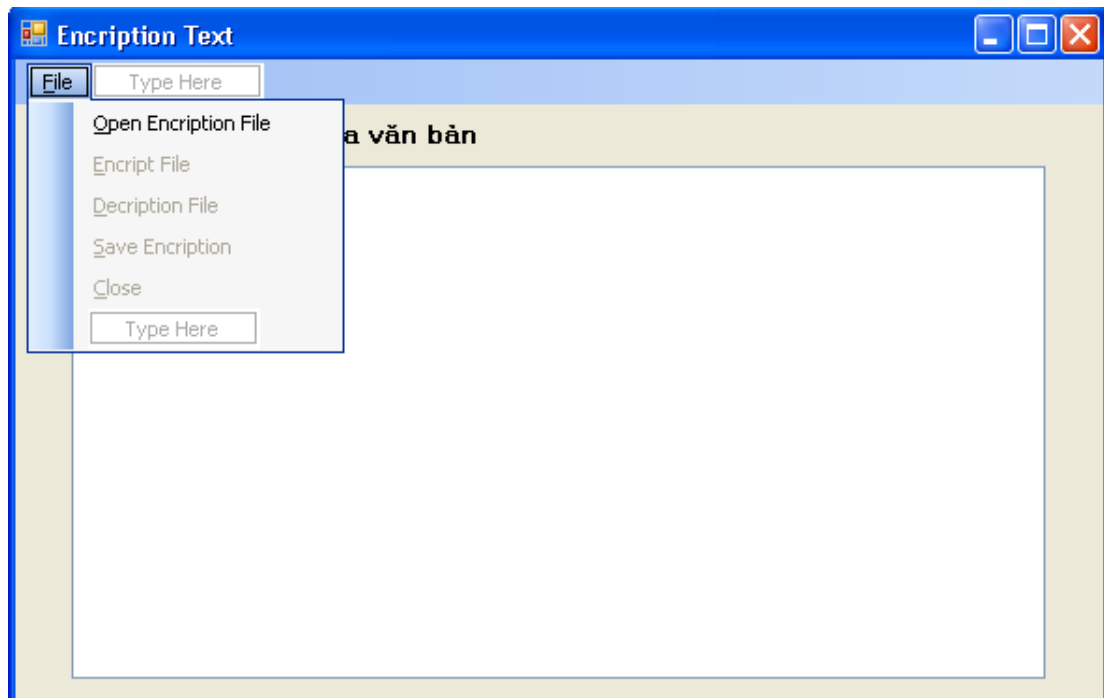 Encription Text
File Type Here
Open Encription File
a văn bản
Encript File
Decription File
Save Encription
Close
Type Here